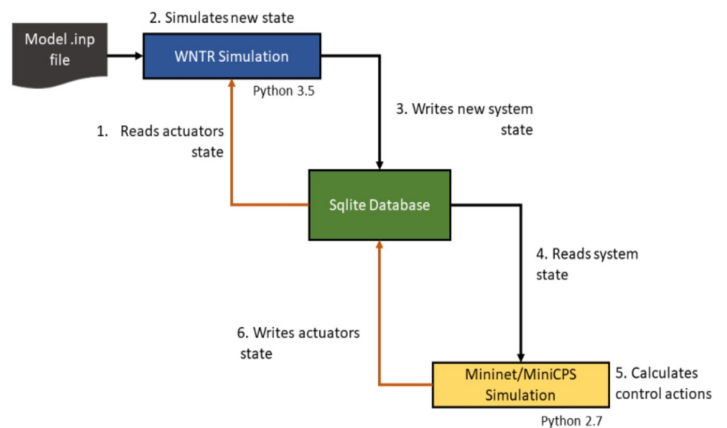 2. Simulates new state
Model .inp
file
WNTR Simulation
Python 3.5
3. Writes new system
state
1. Reads actuators
state
Sqlite Database
4. Reads system
state
6. Writes actuators
state
Mininet/MiniCPS
Simulation
5. Calculates
control actions
Python 2.7